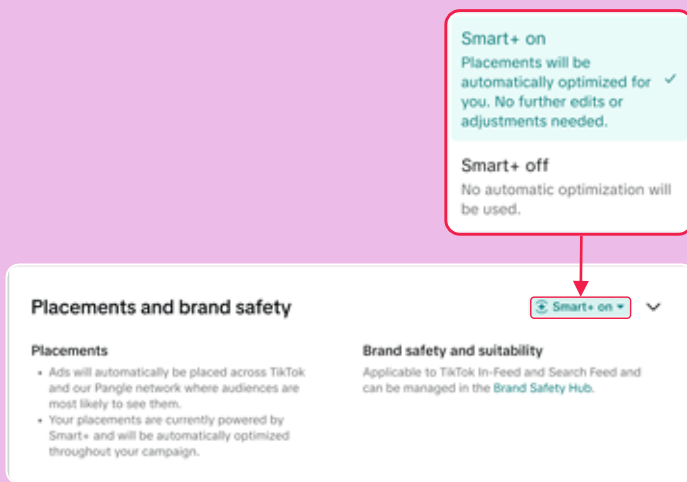 Smart+ on
Placements will be
automatically optimized for
you. No further edits or
adjustments needed.
Smart+ off
No automatic optimization will
be used.
Placements and brand safety
Smart+ on
Placements
• Ads will automatically be placed across TikTok
and our Pangle network where audiences are
most likely to see them.
• Your placements are currently powered by
Smart+ and will be automatically optimized
throughout your campaign.
Brand safety and suitability
Applicable to TikTok In-Feed and Search Feed and
can be managed in the Brand Safety Hub.